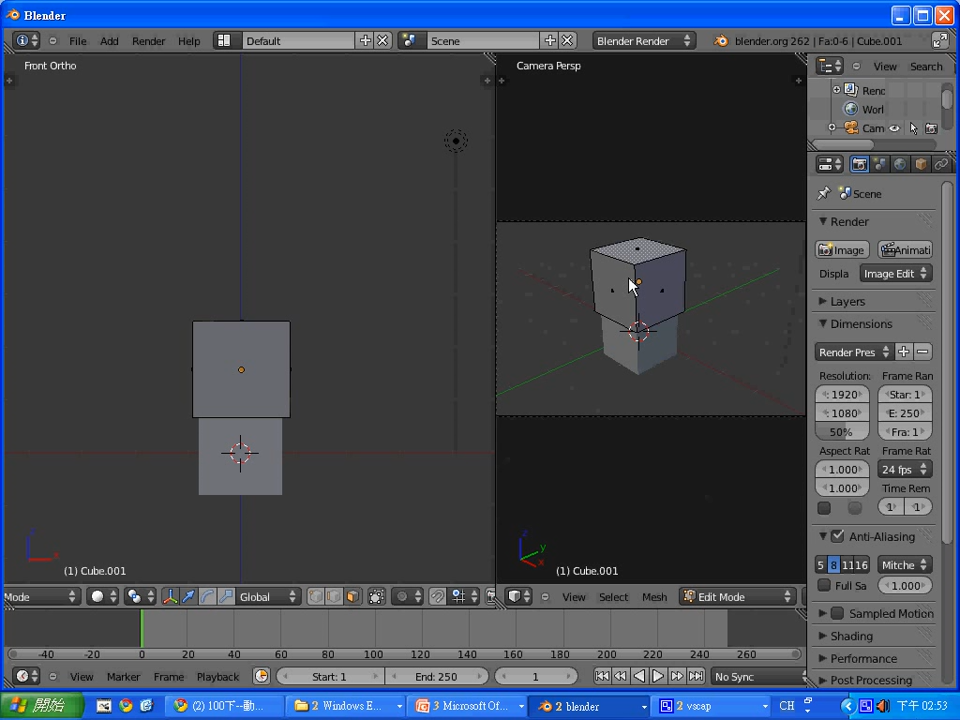 Blender
File Add Render Help Default Scene Blender Render blender.org 262 | Fa:0-6 | Cube.001
Front Ortho
Camera Persp
View Search
Renc
Worl
Cam
Scene
Render
Image Animati
Displa Image Edit
Layers
Dimensions
Render Pres
Resolution: Frame Ran
: 1920 Star: 1
: 1080 E: 250
50% Fra: 1
Aspect Rat Frame Rat
1.000 24 fps
1.000 Time Rem
1 1
Anti-Aliasing
5 8 11 16 Mitche
Full Sa 1.000
Sampled Motion
Shading
Performance
Post Processing
(1) Cube.001
(1) Cube.001
Mode Global View Select Mesh Edit Mode
-40 -20 0 20 40 60 80 100 120 140 160 180 200 220 240 260
View Marker Frame Playback Start: 1 End: 250 1 No Sync
開始 (2) 100下--動... 2 Windows E... 3 Microsoft Of... 2 blender 2 vscap CH 下午 02:53